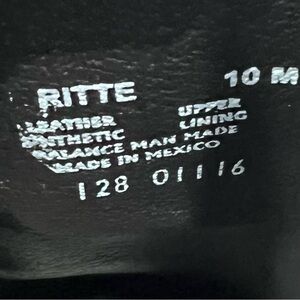 RITTE 10 M
LEATHER UPPER
SYNTHETIC LINING
BALANCE MAN MADE
MADE IN MEXICO
128 01116